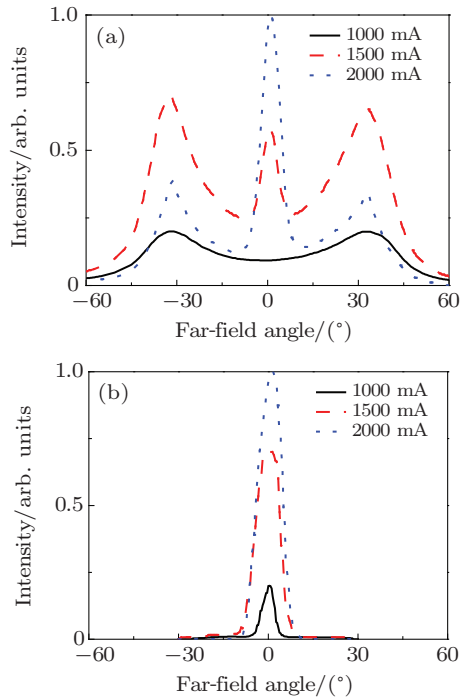 (a)
1000 mA
1500 mA
2000 mA
Intensity/arb. units
1.0
0.5
0
−60
−30
0
30
60
Far-field angle/(°)
(b)
1000 mA
1500 mA
2000 mA
Intensity/arb. units
1.0
0.5
0
−60
−30
0
30
60
Far-field angle/(°)